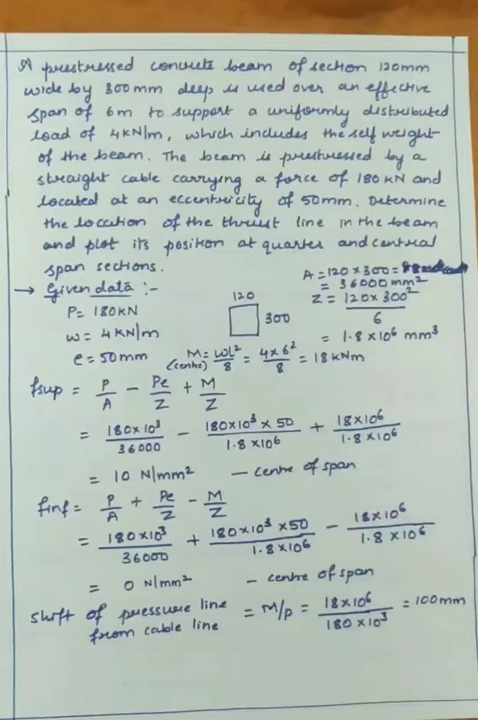 A prestressed concrete beam of section 120mm
wide by 300mm deep is used over an effective
span of 6m to support a uniformly distributed
load of 4KN/m, which includes the self weight
of the beam. The beam is prestressed by a
straight cable carrying a force of 180KN and
located at an eccentricity of 50mm. Determine
the location of the thrust line in the beam
and plot its position at quarter and central
span sections.
→ Given data :-
P = 180KN
w = 4KN/m
e = 50mm
120
300
A = 120 × 300 =
= 36000 mm²
Z = 120 × 300² / 6
= 1.8 × 10⁶ mm³
M (centre) = wl²/8 = 4×6²/8 = 18 KNm
fsup = P/A - Pe/Z + M/Z
= 180×10³/36000 - 180×10³×50/1.8×10⁶ + 18×10⁶/1.8×10⁶
= 10 N/mm² — centre of span
finf = P/A + Pe/Z - M/Z
= 180×10³/36000 + 180×10³×50/1.8×10⁶ - 18×10⁶/1.8×10⁶
= 0 N/mm² — centre of span
Shift of pressure line
from cable line = M/P = 18×10⁶/180×10³ = 100mm